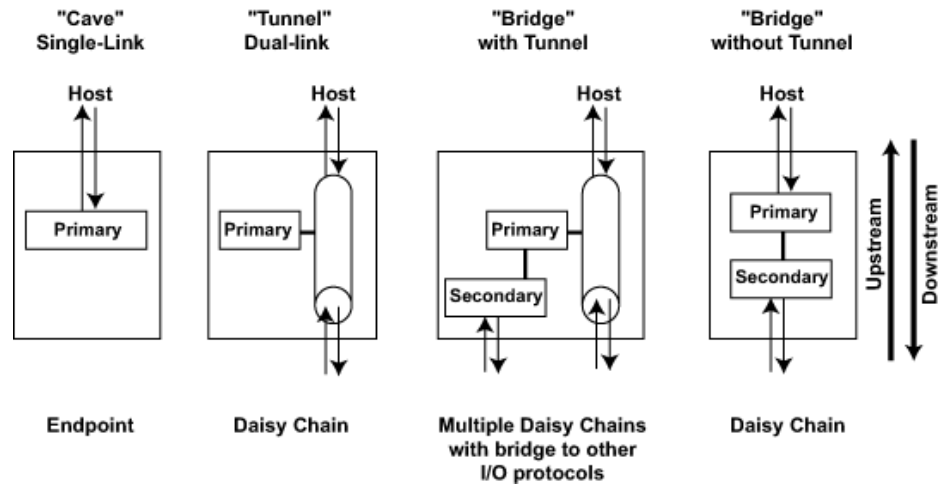 "Cave"
Single-Link
"Tunnel"
Dual-link
"Bridge"
with Tunnel
"Bridge"
without Tunnel
Host
Host
Host
Host
Primary
Primary
Primary
Secondary
Primary
Secondary
Upstream
Downstream
Endpoint
Daisy Chain
Multiple Daisy Chains
with bridge to other
I/O protocols
Daisy Chain